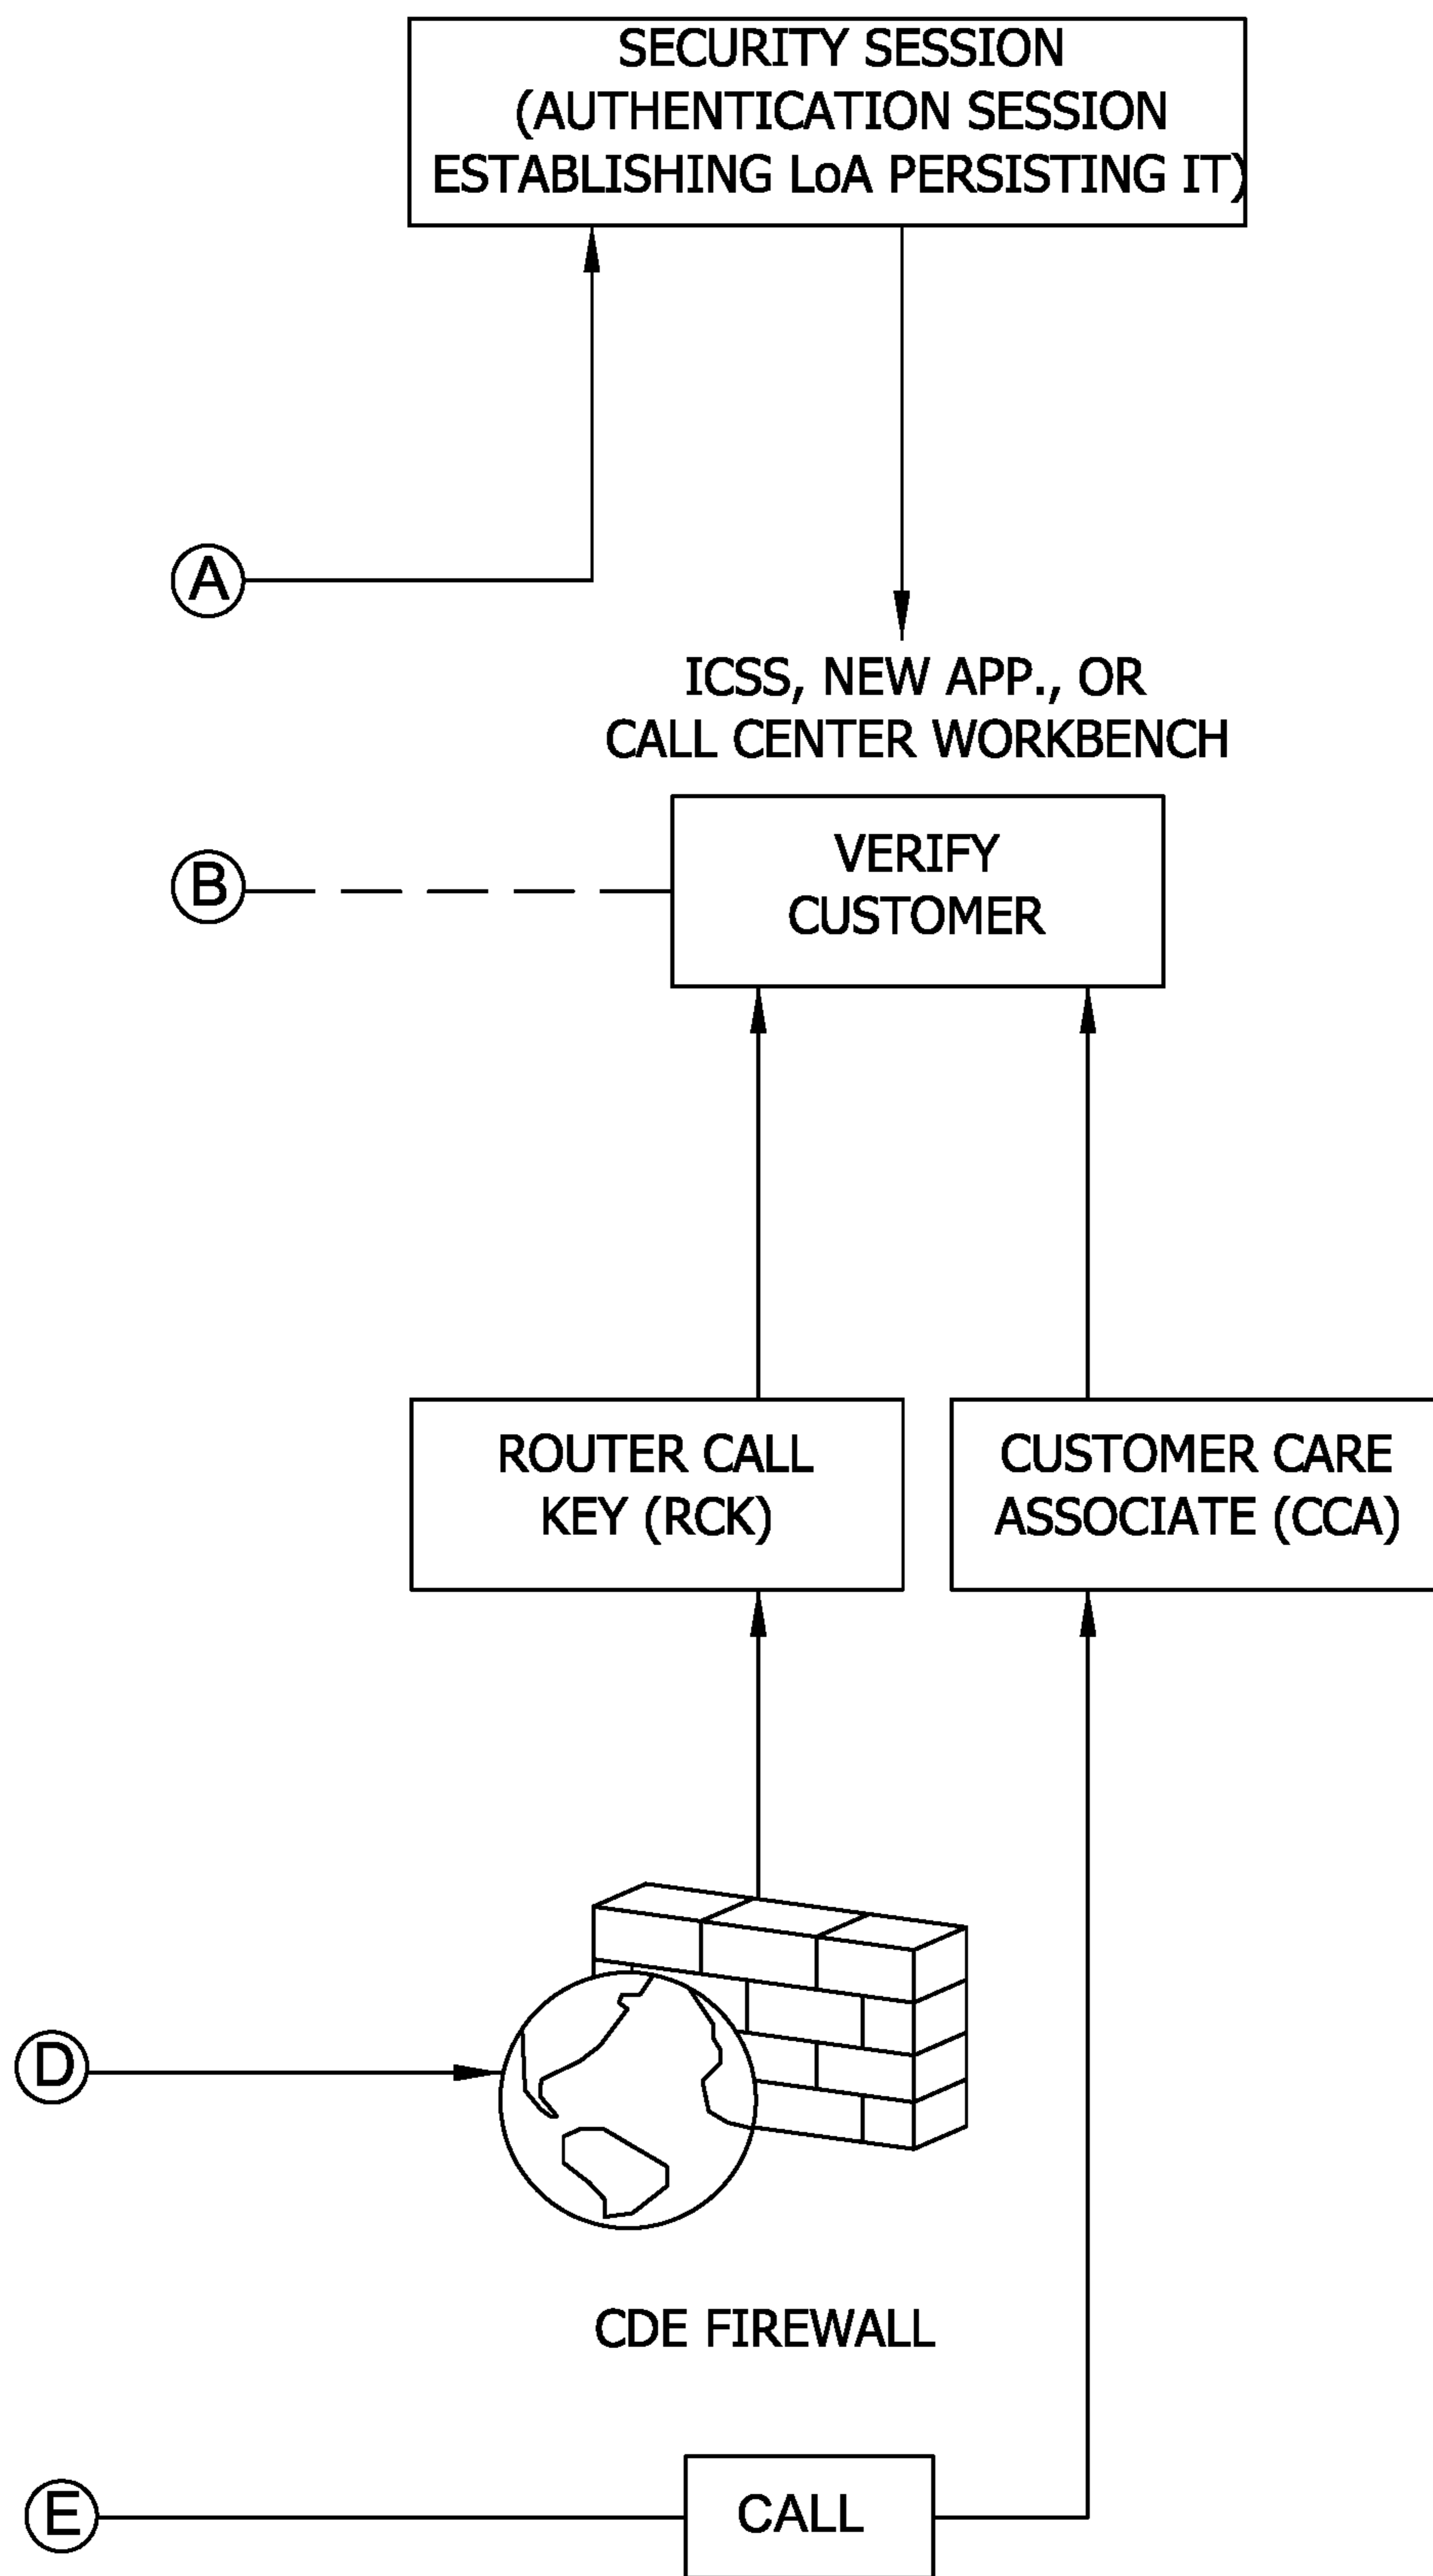 SECURITY SESSION
(AUTHENTICATION SESSION
ESTABLISHING LoA PERSISTING IT)
A
ICSS, NEW APP., OR
CALL CENTER WORKBENCH
B
VERIFY
CUSTOMER
ROUTER CALL
KEY (RCK)
CUSTOMER CARE
ASSOCIATE (CCA)
D
CDE FIREWALL
E
CALL